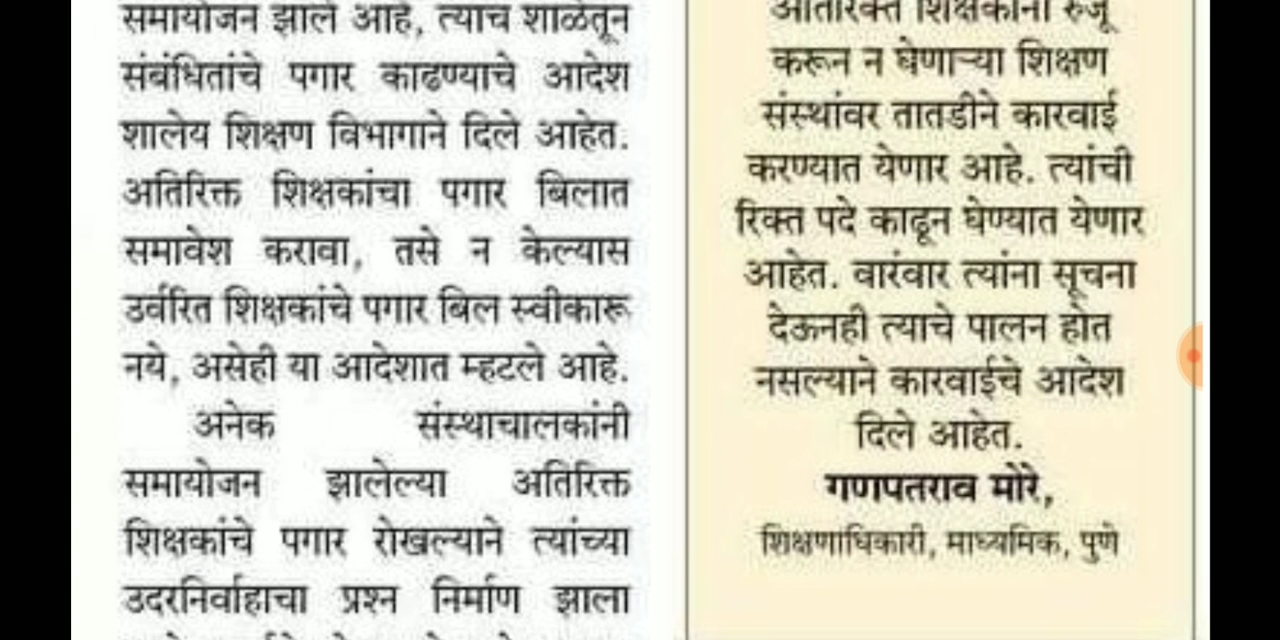 समायोजन झाले आहे, त्याच शाळेतून
संबंधितांचे पगार काढण्याचे आदेश
शालेय शिक्षण विभागाने दिले आहेत.
अतिरिक्त शिक्षकांचा पगार बिलात
समावेश करावा, तसे न केल्यास
उर्वरित शिक्षकांचे पगार बिल स्वीकारू
नये, असेही या आदेशात म्हटले आहे.
अनेक संस्थाचालकांनी
समायोजन झालेल्या अतिरिक्त
शिक्षकांचे पगार रोखल्याने त्यांच्या
उदरनिर्वाहाचा प्रश्न निर्माण झाला
अतिरिक्त शिक्षकांना रुजू
करून न घेणाऱ्या शिक्षण
संस्थांवर तातडीने कारवाई
करण्यात येणार आहे. त्यांची
रिक्त पदे काढून घेण्यात येणार
आहेत. वारंवार त्यांना सूचना
देऊनही त्याचे पालन होत
नसल्याने कारवाईचे आदेश
दिले आहेत.
गणपतराव मोरे,
शिक्षणाधिकारी, माध्यमिक, पुणे